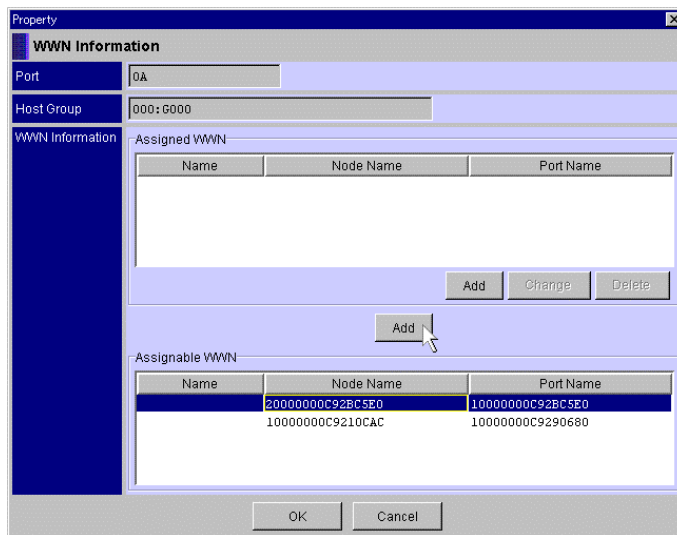 Property
WWN Information
Port 0A
Host Group 000:G000
WWN Information
Assigned WWN
Name Node Name Port Name
Add Change Delete
Add
Assignable WWN
Name Node Name Port Name
20000000C92BC5E0 10000000C92BC5E0
10000000C9210CAC 10000000C9290680
OK Cancel